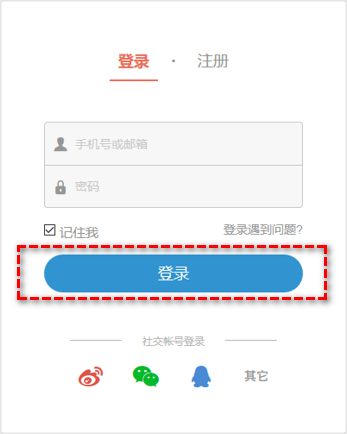 登录 · 注册
手机号或邮箱
密码
记住我 登录遇到问题?
登录
社交帐号登录
其它